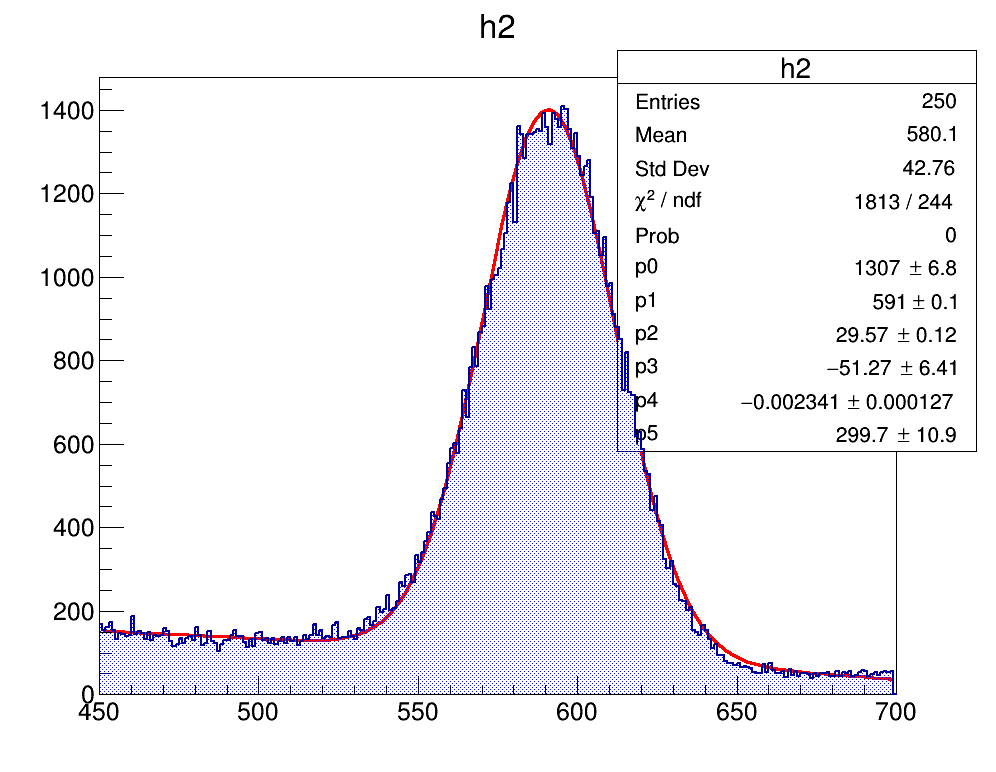 h2
h2
Entries 250
Mean 580.1
Std Dev 42.76
χ² / ndf 1813 / 244
Prob 0
p0 1307 ± 6.8
p1 591 ± 0.1
p2 29.57 ± 0.12
p3 −51.27 ± 6.41
p4 −0.002341 ± 0.000127
p5 299.7 ± 10.9
1400
1200
1000
800
600
400
200
0
450 500 550 600 650 700